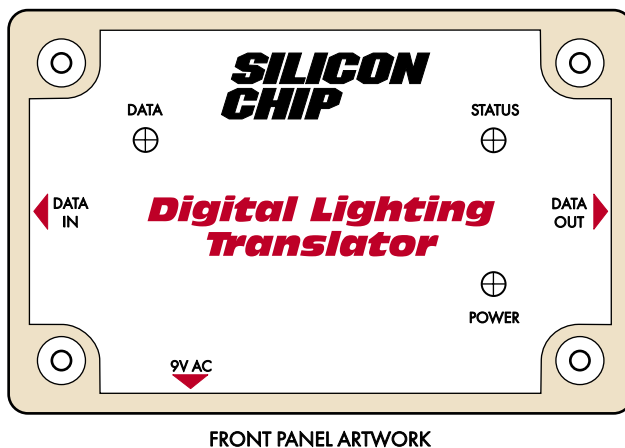 SILICON
CHIP
DATA
STATUS
DATA
IN
Digital Lighting
Translator
DATA
OUT
POWER
9V AC
FRONT PANEL ARTWORK